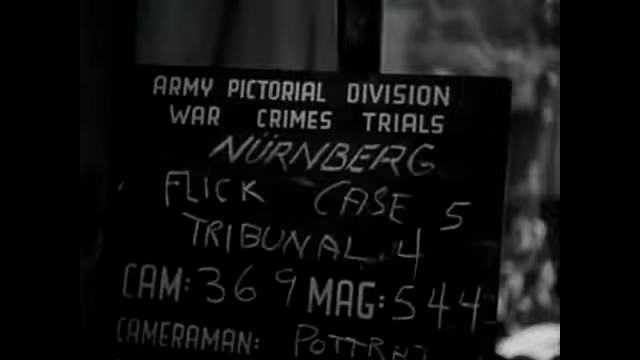 ARMY PICTORIAL DIVISION
WAR CRIMES TRIALS
NÜRNBERG
FLICK CASE 5
TRIBUNAL 4
CAM: 369 MAG: 544
CAMERAMAN: